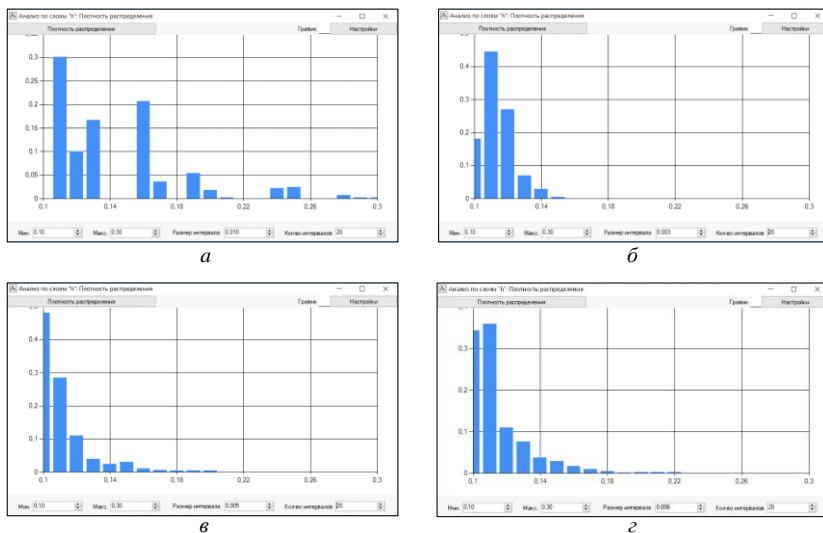 Анализ по слоям "h": Плотность распределения
Плотность распределения График Настройки
0,3
0,25
0,2
0,15
0,1
0,05
0
0,1 0,14 0,18 0,22 0,26 0,3
Мин. 0,10 Макс. 0,30 Размер интервала 0,010 Кол-во интервалов 20
а
Анализ по слоям "h": Плотность распределения
Плотность распределения График Настройки
0,4
0,3
0,2
0,1
0
0,1 0,14 0,18 0,22 0,26 0,3
Мин. 0,10 Макс. 0,30 Размер интервала 0,003 Кол-во интервалов 20
б
Анализ по слоям "h": Плотность распределения
Плотность распределения График Настройки
0,4
0,3
0,2
0,1
0
0,1 0,14 0,18 0,22 0,26 0,3
Мин. 0,10 Макс. 0,30 Размер интервала 0,005 Кол-во интервалов 20
в
Анализ по слоям "h": Плотность распределения
Плотность распределения График Настройки
0,3
0,2
0,1
0
0,1 0,14 0,18 0,22 0,26 0,3
Мин. 0,10 Макс. 0,30 Размер интервала 0,006 Кол-во интервалов 20
г